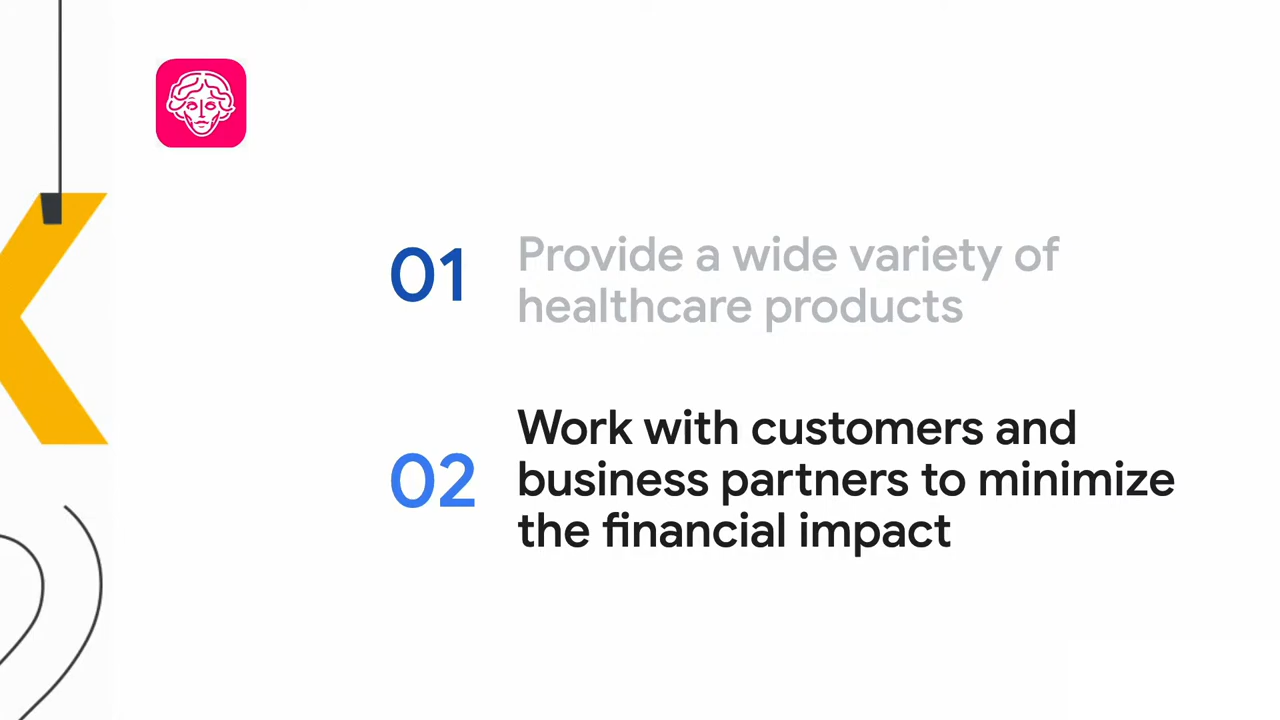 01
Provide a wide variety of
healthcare products
02
Work with customers and
business partners to minimize
the financial impact